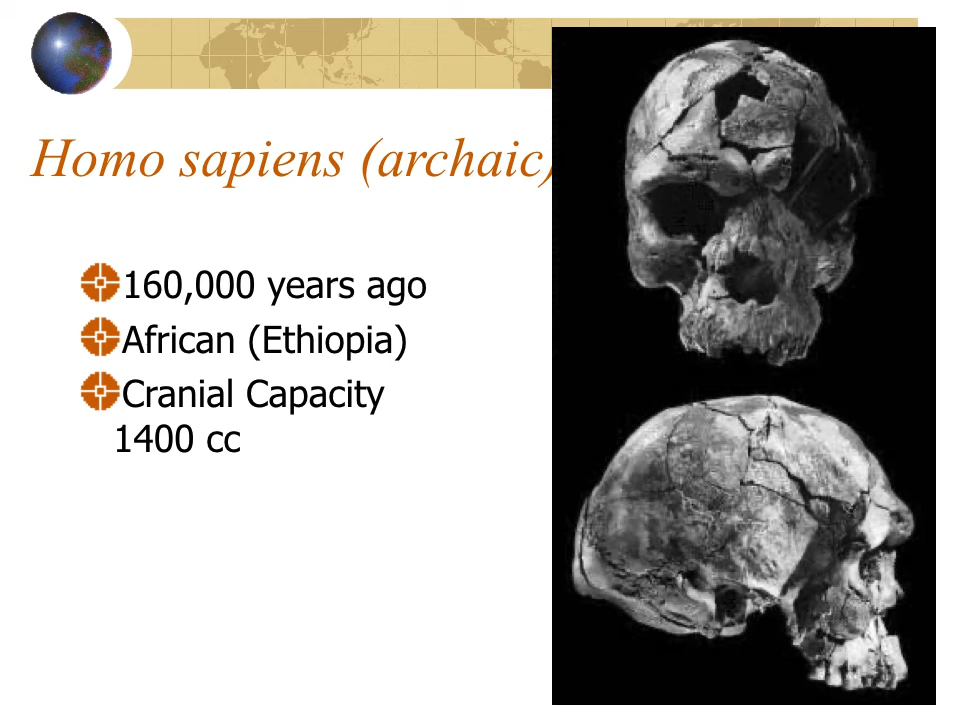 Homo sapiens (archaic)
160,000 years ago
African (Ethiopia)
Cranial Capacity
1400 cc